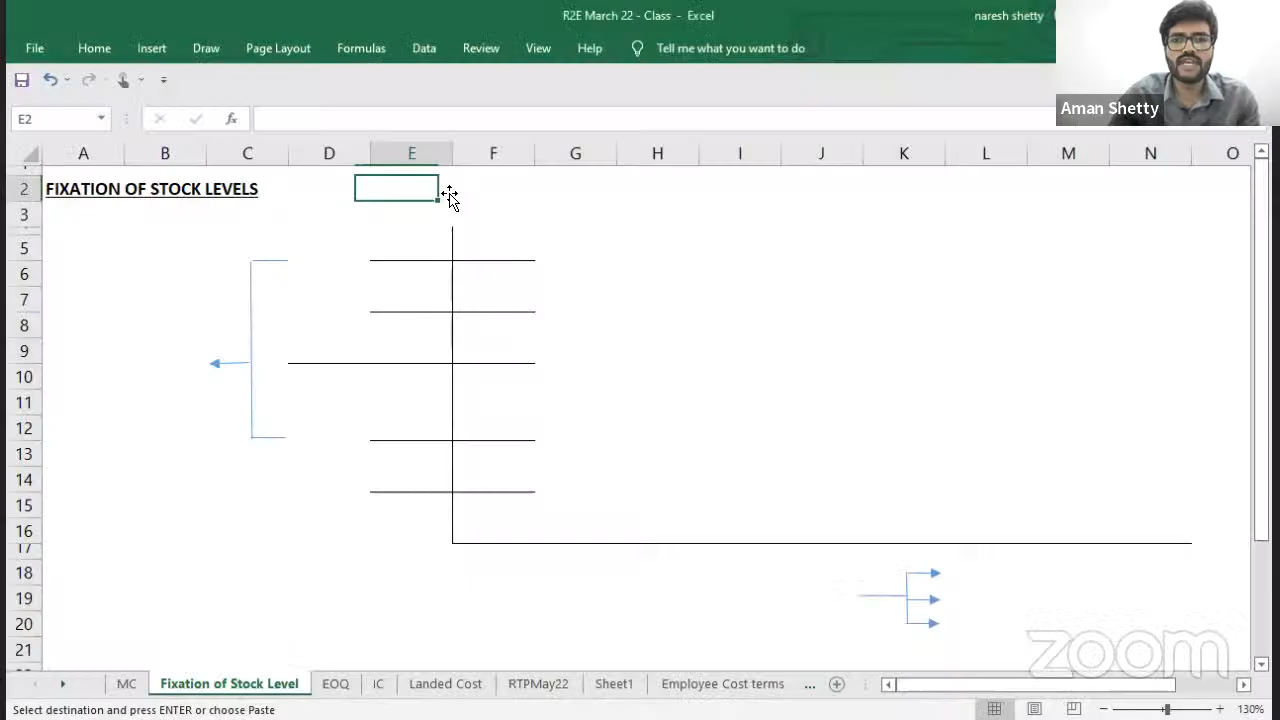 R2E March 22 - Class - Excel
naresh shetty
File Home Insert Draw Page Layout Formulas Data Review View Help Tell me what you want to do
Aman Shetty
E2
fx
A B C D E F G H I J K L M N O
2 FIXATION OF STOCK LEVELS
3
5
6
7
8
9
10
11
12
13
14
15
16
17
18
19
20
21
zoom
MC Fixation of Stock Level EOQ IC Landed Cost RTPMay22 Sheet1 Employee Cost terms ...
Select destination and press ENTER or choose Paste
130%